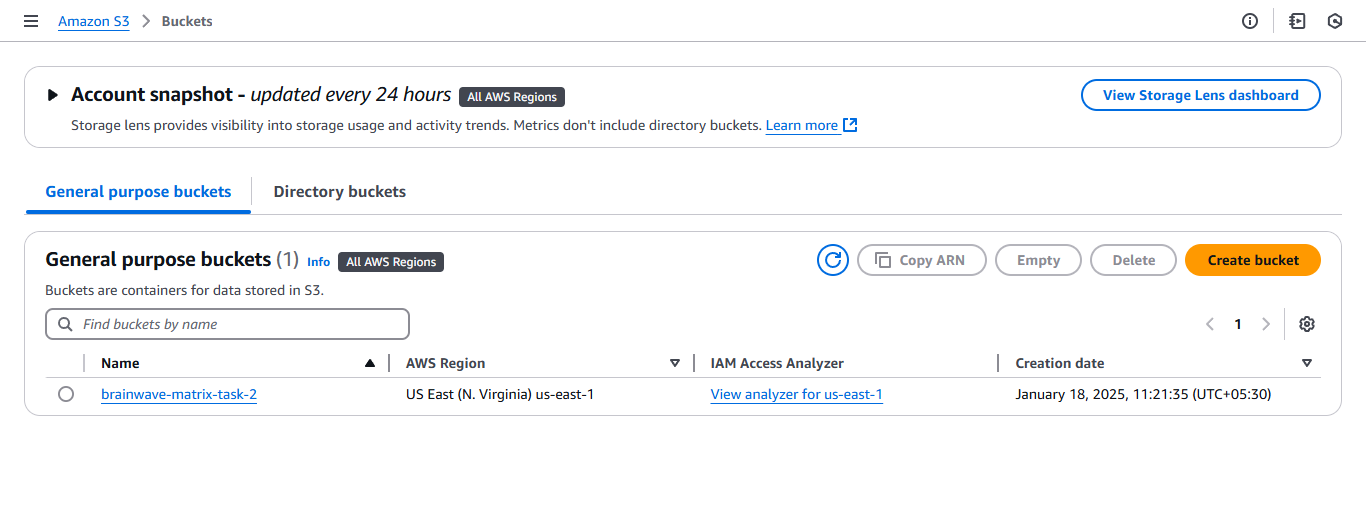 Amazon S3 > Buckets
Account snapshot - updated every 24 hours All AWS Regions
View Storage Lens dashboard
Storage lens provides visibility into storage usage and activity trends. Metrics don't include directory buckets. Learn more
General purpose buckets Directory buckets
General purpose buckets (1) Info All AWS Regions
Copy ARN Empty Delete Create bucket
Buckets are containers for data stored in S3.
Find buckets by name
1
Name AWS Region IAM Access Analyzer Creation date
brainwave-matrix-task-2 US East (N. Virginia) us-east-1 View analyzer for us-east-1 January 18, 2025, 11:21:35 (UTC+05:30)